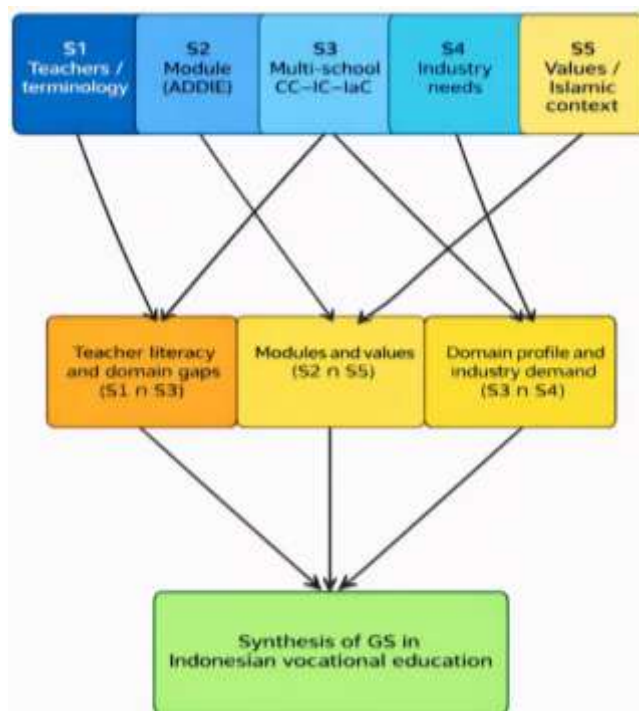 S1
Teachers /
terminology
S2
Module
(ADDIE)
S3
Multi-school
CC–IC–IaC
S4
Industry
needs
S5
Values /
Islamic
context
Teacher literacy
and domain gaps
(S1 n S3)
Modules and values
(S2 n S5)
Domain profile and
industry demand
(S3 n S4)
Synthesis of GS in
Indonesian vocational education